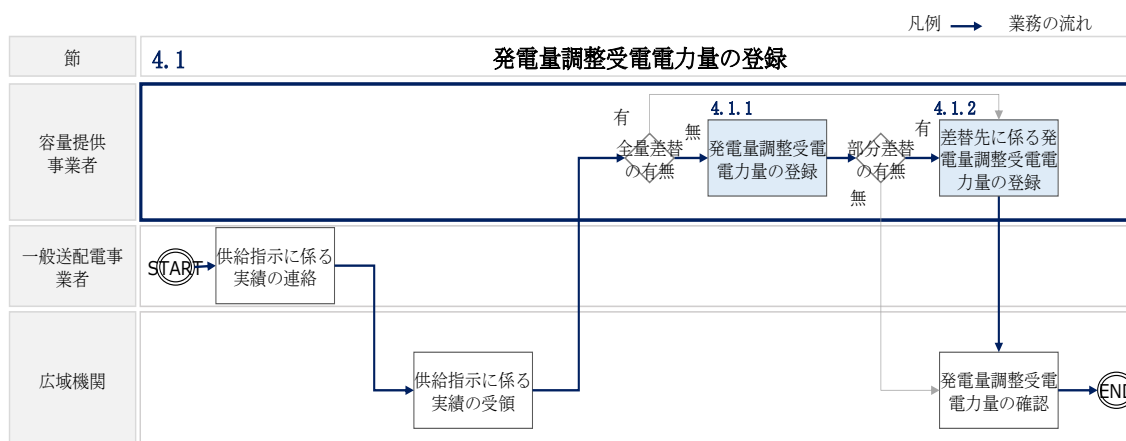 凡例 業務の流れ
節 4.1 発電量調整受電電力量の登録
容量提供
事業者
有
全量差替
の有無
無
4.1.1
発電量調整受電
電力量の登録
部分差替
の有無
有
無
4.1.2
差替先に係る発
電量調整受電電
力量の登録
一般送配電事
業者
START
供給指示に係る
実績の連絡
広域機関
供給指示に係る
実績の受領
発電量調整受電
電力量の確認
END